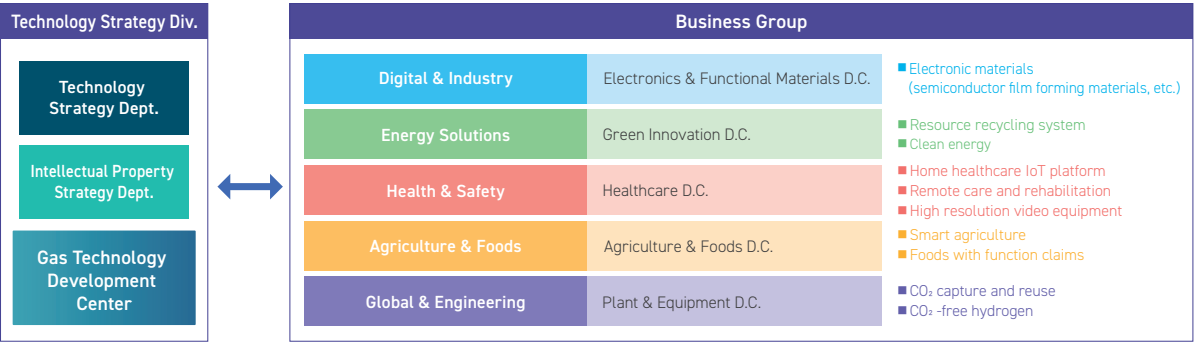 Technology Strategy Div.
Technology
Strategy Dept.
Intellectual Property
Strategy Dept.
Gas Technology
Development
Center
Business Group
Digital & Industry
Electronics & Functional Materials D.C.
■ Electronic materials
(semiconductor film forming materials, etc.)
Energy Solutions
Green Innovation D.C.
■ Resource recycling system
■ Clean energy
Health & Safety
Healthcare D.C.
■ Home healthcare IoT platform
■ Remote care and rehabilitation
■ High resolution video equipment
Agriculture & Foods
Agriculture & Foods D.C.
■ Smart agriculture
■ Foods with function claims
Global & Engineering
Plant & Equipment D.C.
■ CO₂ capture and reuse
■ CO₂ -free hydrogen